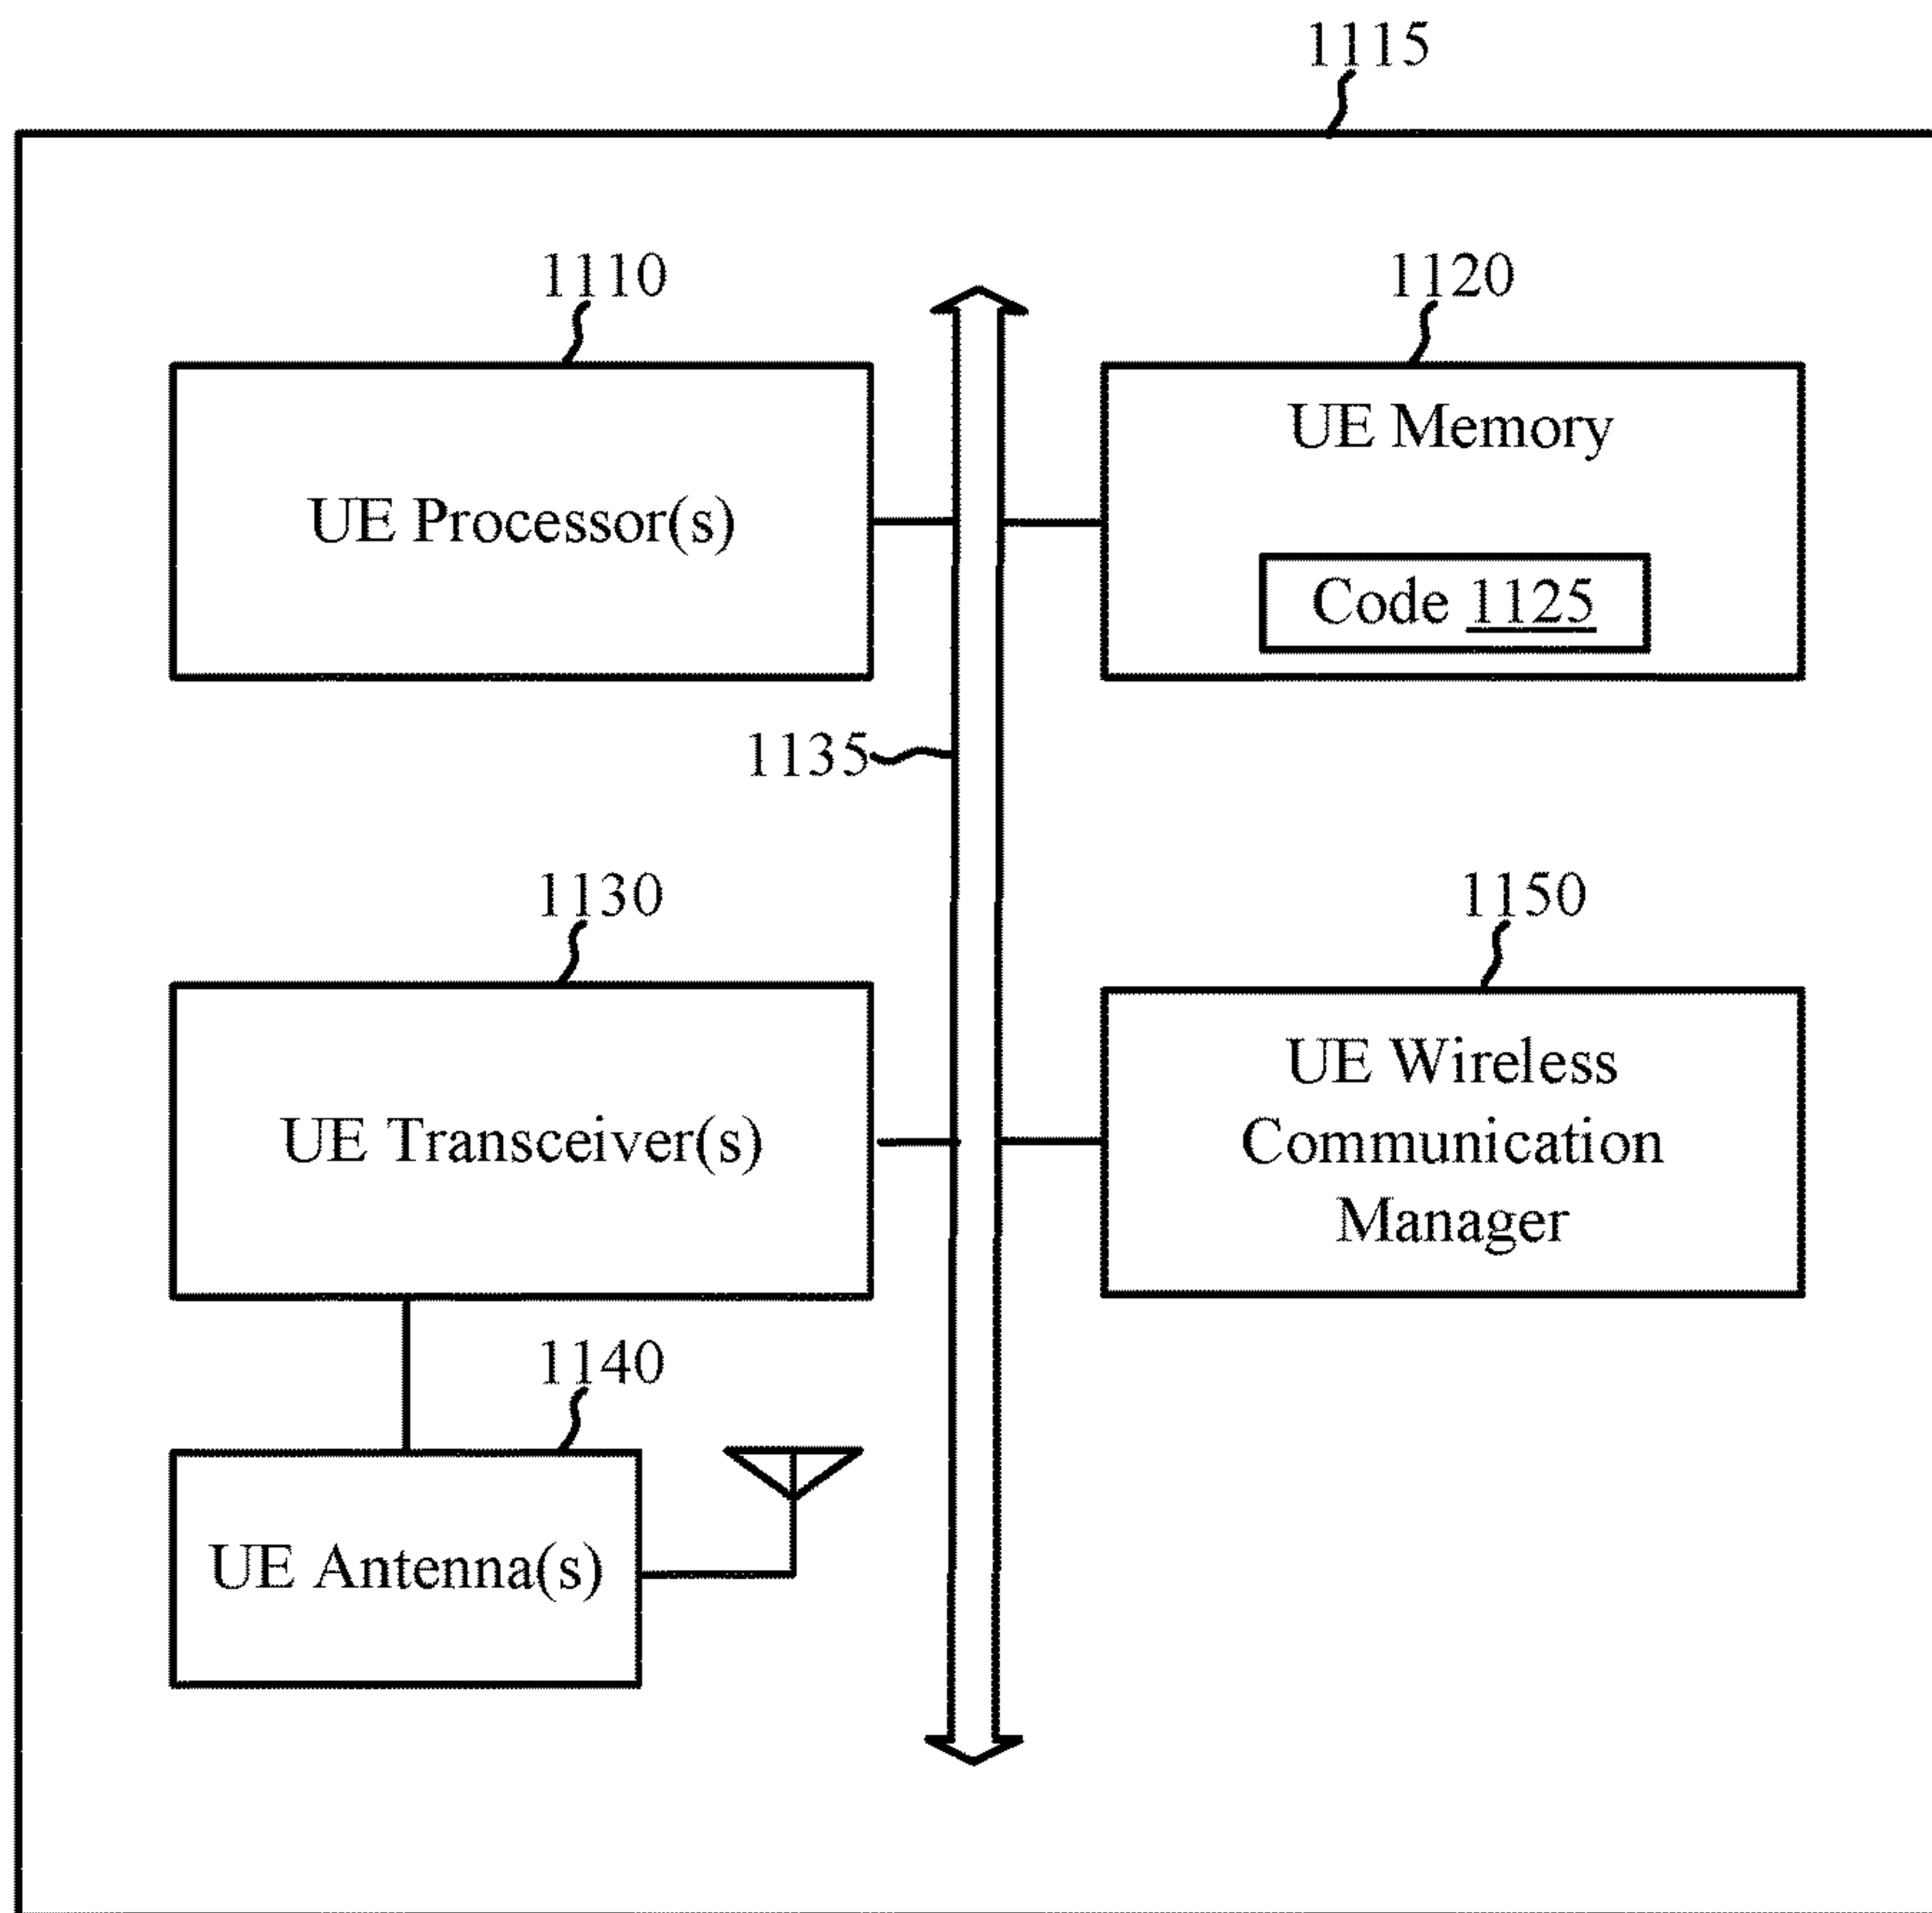 1115
1110
1120
UE Processor(s)
UE Memory
Code 1125
1135
1130
1150
UE Transceiver(s)
UE Wireless
Communication
Manager
1140
UE Antenna(s)